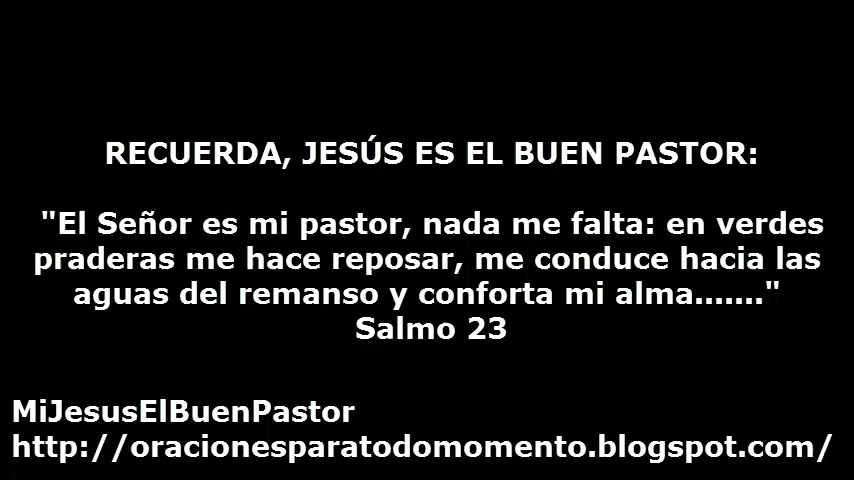 RECUERDA, JESÚS ES EL BUEN PASTOR:
"El Señor es mi pastor, nada me falta: en verdes
praderas me hace reposar, me conduce hacia las
aguas del remanso y conforta mi alma......."
Salmo 23
MiJesusElBuenPastor
http://oracionesparatodomomento.blogspot.com/